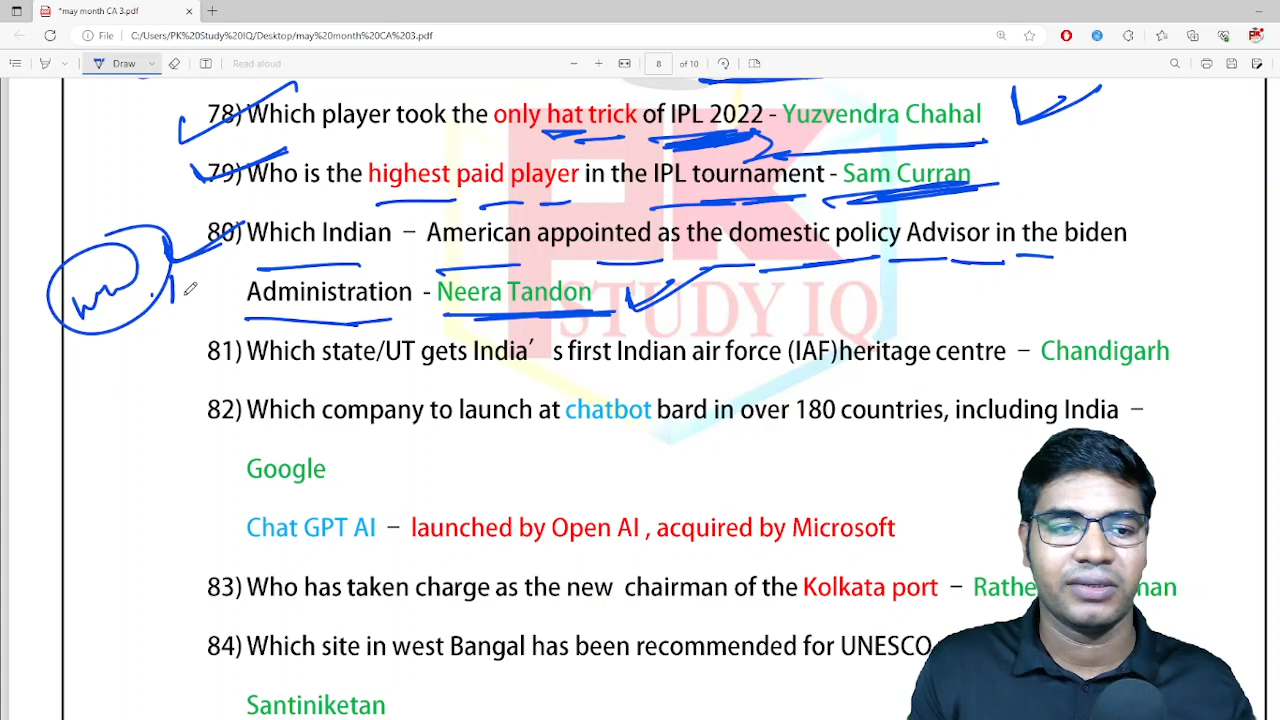 *may month CA 3.pdf
File C:/Users/PK%20Study%20IQ/Desktop/may%20month%20CA%203.pdf
Draw Read aloud 8 of 10
78) Which player took the only hat trick of IPL 2022 - Yuzvendra Chahal
79) Who is the highest paid player in the IPL tournament - Sam Curran
80) Which Indian – American appointed as the domestic policy Advisor in the biden
Administration - Neera Tandon
STUDY IQ
81) Which state/UT gets India's first Indian air force (IAF)heritage centre – Chandigarh
82) Which company to launch at chatbot bard in over 180 countries, including India –
Google
Chat GPT AI – launched by Open AI , acquired by Microsoft
83) Who has taken charge as the new chairman of the Kolkata port –
84) Which site in west Bangal has been recommended for UNESCO
Santiniketan